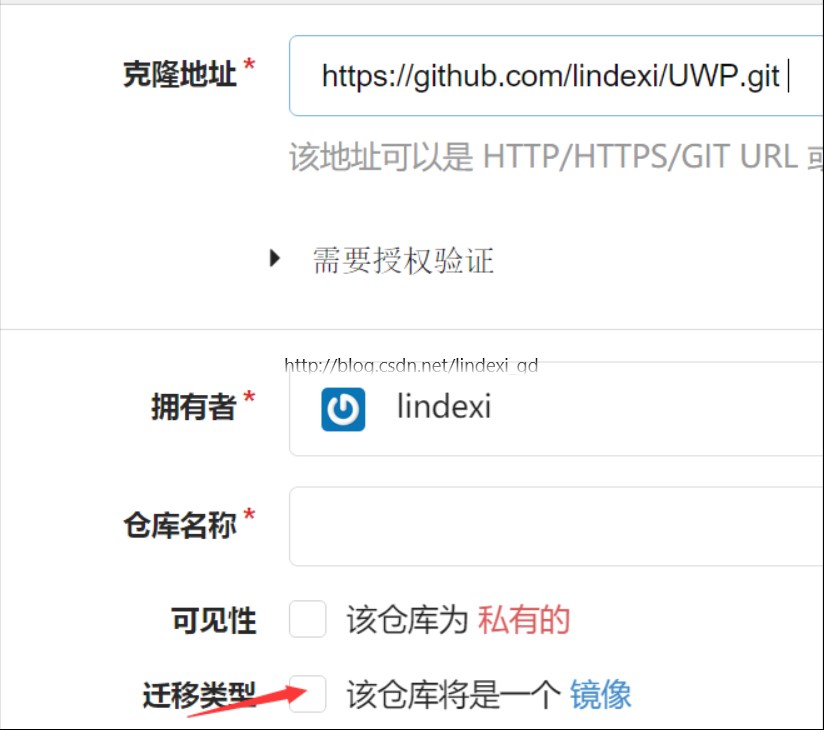 克隆地址 * https://github.com/lindexi/UWP.git
该地址可以是 HTTP/HTTPS/GIT URL
需要授权验证
http://blog.csdn.net/lindexi_gd
拥有者 * lindexi
仓库名称 *
可见性 该仓库为 私有的
迁移类型 该仓库将是一个 镜像